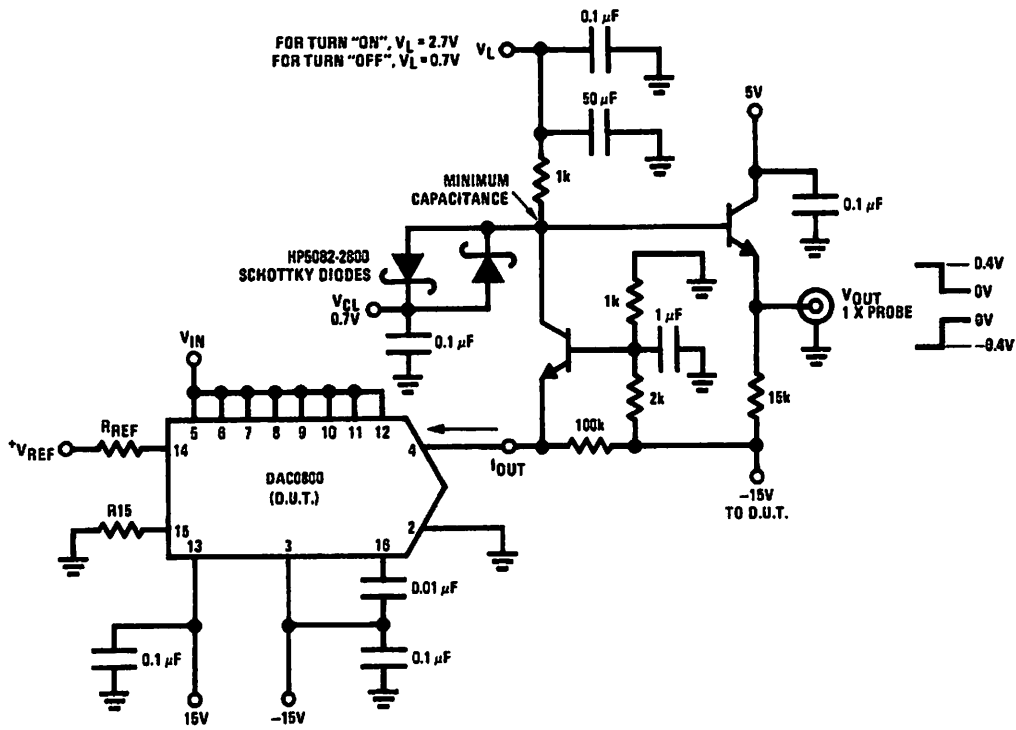 0.1 µF
FOR TURN "ON", VL = 2.7V
FOR TURN "OFF", VL = 0.7V
VL
50 µF
5V
1k
MINIMUM
CAPACITANCE
0.1 µF
HP5082-2800
SCHOTTKY DIODES
VCL
0.7V
0.1 µF
1k
1 µF
2k
VOUT
1 X PROBE
0.4V
0V
0V
-0.4V
15k
VIN
5 6 7 8 9 10 11 12
+VREF
RREF
14
4
IOUT
100k
-15V
TO D.U.T.
DAC0800
(D.U.T.)
R15
15
13
3
16
2
0.01 µF
0.1 µF
0.1 µF
15V
-15V